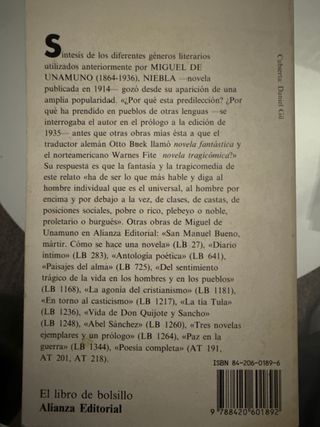 Síntesis de los diferentes géneros literarios
utilizados anteriormente por MIGUEL DE
UNAMUNO (1864-1936), NIEBLA —novela
publicada en 1914— gozó desde su aparición de una
amplia popularidad. «¿Por qué esta predilección? ¿Por
qué ha prendido en pueblos de otras lenguas —se
interrogaba el autor en el prólogo a la edición de
1935— antes que otras obras mías ésta a que el
traductor alemán Otto Buek llamó novela fantástica y
el norteamericano Warnes Fite novela tragicómica?»
Su respuesta es que la fantasía y la tragicomedia de
este relato «ha de ser lo que más hable y diga al
hombre individual que es el universal, al hombre por
encima y por debajo a la vez, de clases, de castas, de
posiciones sociales, pobre o rico, plebeyo o noble,
proletario o burgués». Otras obras de Miguel de
Unamuno en Alianza Editorial: «San Manuel Bueno,
mártir. Cómo se hace una novela» (LB 27), «Diario
íntimo» (LB 283), «Antología poética» (LB 641),
«Paisajes del alma» (LB 725), «Del sentimiento
trágico de la vida en los hombres y en los pueblos»
(LB 1168), «La agonía del cristianismo» (LB 1181),
«En torno al casticismo» (LB 1217), «La tía Tula»
(LB 1236), «Vida de Don Quijote y Sancho»
(LB 1248), «Abel Sánchez» (LB 1260), «Tres novelas
ejemplares y un prólogo» (LB 1264), «Paz en la
guerra» (LB 1344), «Poesía completa» (AT 191,
AT 201, AT 218).
Cubierta: Daniel Gil
ISBN 84-206-0189-6
9 788420 601892
El libro de bolsillo
Alianza Editorial